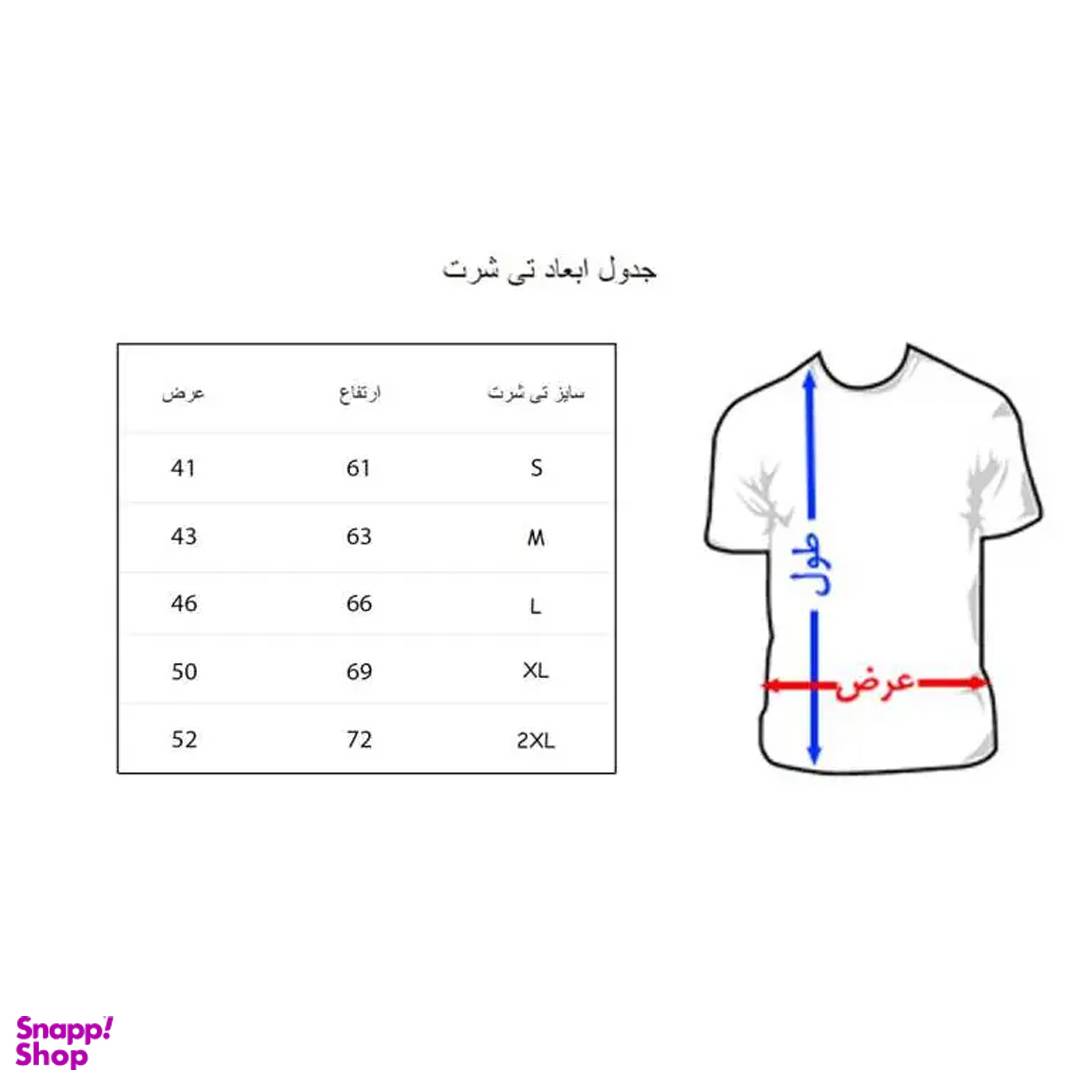 جدول ابعاد تی شرت
سایز تی شرت ارتفاع عرض
S 61 41
M 63 43
L 66 46
XL 69 50
2XL 72 52
طول
عرض
Snapp!
Shop